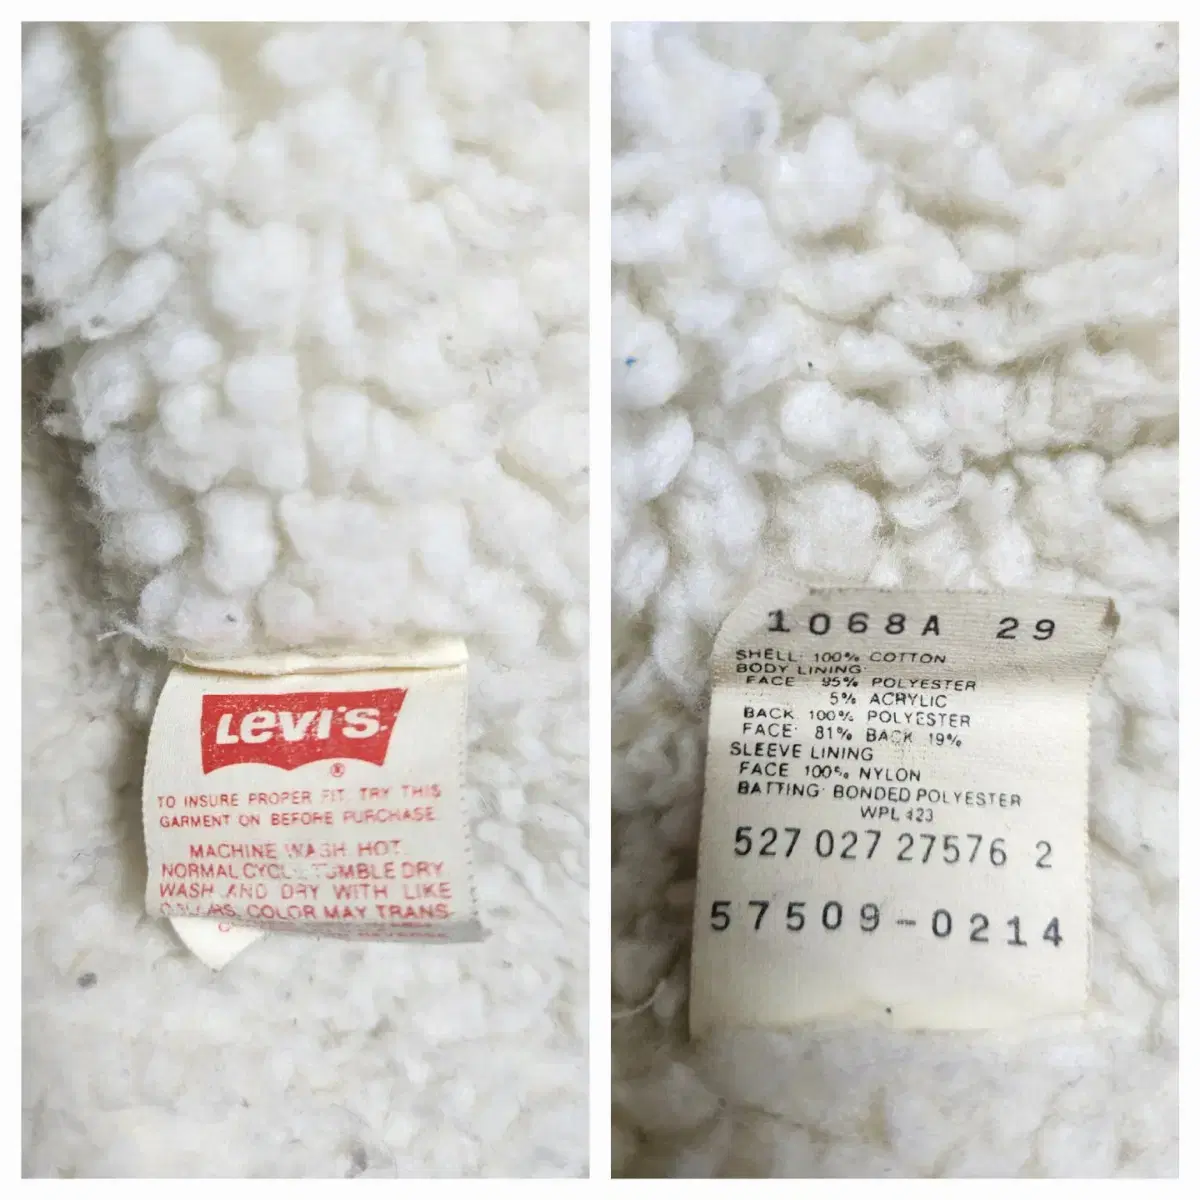 Levi's
®
TO INSURE PROPER FIT, TRY THIS
GARMENT ON BEFORE PURCHASE.
MACHINE WASH HOT.
NORMAL CYCLE TUMBLE DRY
WASH AND DRY WITH LIKE
COLORS. COLOR MAY TRANS-
1068A 29
SHELL: 100% COTTON
BODY LINING:
FACE 95% POLYESTER
5% ACRYLIC
BACK 100% POLYESTER
FACE: 81% BACK 19%
SLEEVE LINING
FACE 100% NYLON
BATTING: BONDED POLYESTER
WPL 423
527 027 27576 2
57509-0214